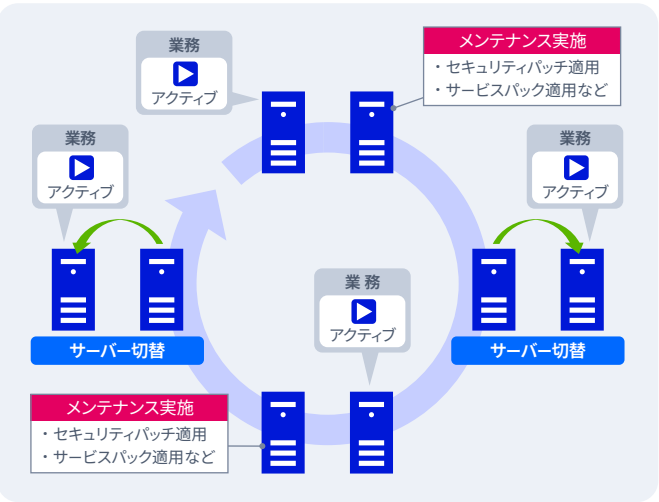 業務
アクティブ
メンテナンス実施
・セキュリティパッチ適用
・サービスパック適用など
業務
アクティブ
業務
アクティブ
サーバー切替
業 務
アクティブ
サーバー切替
メンテナンス実施
・セキュリティパッチ適用
・サービスパック適用など